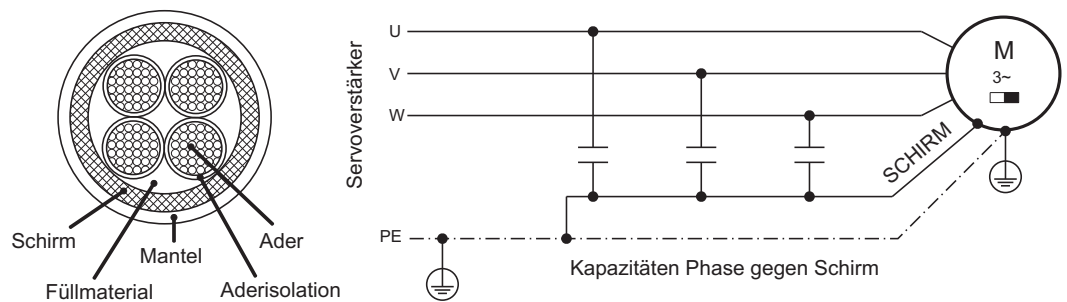 Schirm
Füllmaterial
Mantel
Aderisolation
Ader
Servoverstärker
U
V
W
PE
M
3~
SCHIRM
Kapazitäten Phase gegen Schirm